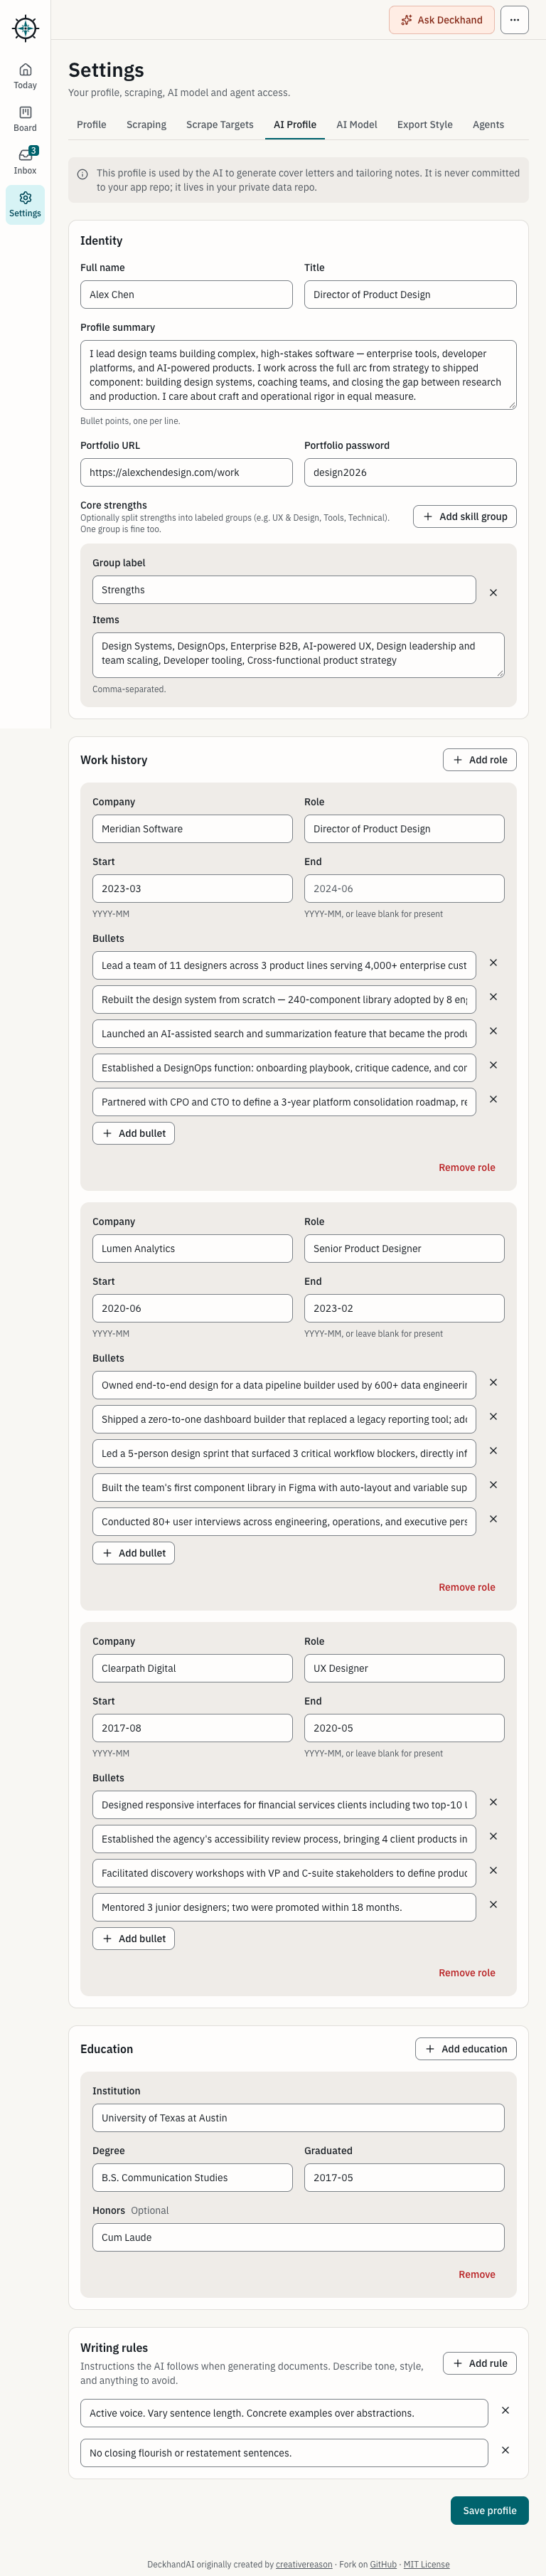 Ask Deckhand
Today
Board
3
Inbox
Settings
Settings
Your profile, scraping, AI model and agent access.
Profile
Scraping
Scrape Targets
AI Profile
AI Model
Export Style
Agents
This profile is used by the AI to generate cover letters and tailoring notes. It is never committed
to your app repo; it lives in your private data repo.
Identity
Full name
Title
Alex Chen
Director of Product Design
Profile summary
I lead design teams building complex, high-stakes software — enterprise tools, developer
platforms, and AI-powered products. I work across the full arc from strategy to shipped
component: building design systems, coaching teams, and closing the gap between research
and production. I care about craft and operational rigor in equal measure.
Bullet points, one per line.
Portfolio URL
Portfolio password
https://alexchendesign.com/work
design2026
Core strengths
Optionally split strengths into labeled groups (e.g. UX & Design, Tools, Technical).
One group is fine too.
Add skill group
Group label
Strengths
Items
Design Systems, DesignOps, Enterprise B2B, AI-powered UX, Design leadership and
team scaling, Developer tooling, Cross-functional product strategy
Comma-separated.
Work history
Add role
Company
Role
Meridian Software
Director of Product Design
Start
End
2023-03
2024-06
YYYY-MM
YYYY-MM, or leave blank for present
Bullets
Lead a team of 11 designers across 3 product lines serving 4,000+ enterprise cust
Rebuilt the design system from scratch — 240-component library adopted by 8 eng
Launched an AI-assisted search and summarization feature that became the produ
Established a DesignOps function: onboarding playbook, critique cadence, and cor
Partnered with CPO and CTO to define a 3-year platform consolidation roadmap, re
Add bullet
Remove role
Company
Role
Lumen Analytics
Senior Product Designer
Start
End
2020-06
2023-02
YYYY-MM
YYYY-MM, or leave blank for present
Bullets
Owned end-to-end design for a data pipeline builder used by 600+ data engineerin
Shipped a zero-to-one dashboard builder that replaced a legacy reporting tool; add
Led a 5-person design sprint that surfaced 3 critical workflow blockers, directly inf
Built the team's first component library in Figma with auto-layout and variable sup
Conducted 80+ user interviews across engineering, operations, and executive pers
Add bullet
Remove role
Company
Role
Clearpath Digital
UX Designer
Start
End
2017-08
2020-05
YYYY-MM
YYYY-MM, or leave blank for present
Bullets
Designed responsive interfaces for financial services clients including two top-10 U
Established the agency's accessibility review process, bringing 4 client products in
Facilitated discovery workshops with VP and C-suite stakeholders to define produc
Mentored 3 junior designers; two were promoted within 18 months.
Add bullet
Remove role
Education
Add education
Institution
University of Texas at Austin
Degree
Graduated
B.S. Communication Studies
2017-05
Honors Optional
Cum Laude
Remove
Writing rules
Instructions the AI follows when generating documents. Describe tone, style,
and anything to avoid.
Add rule
Active voice. Vary sentence length. Concrete examples over abstractions.
No closing flourish or restatement sentences.
Save profile
DeckhandAI originally created by creativereason · Fork on GitHub · MIT License